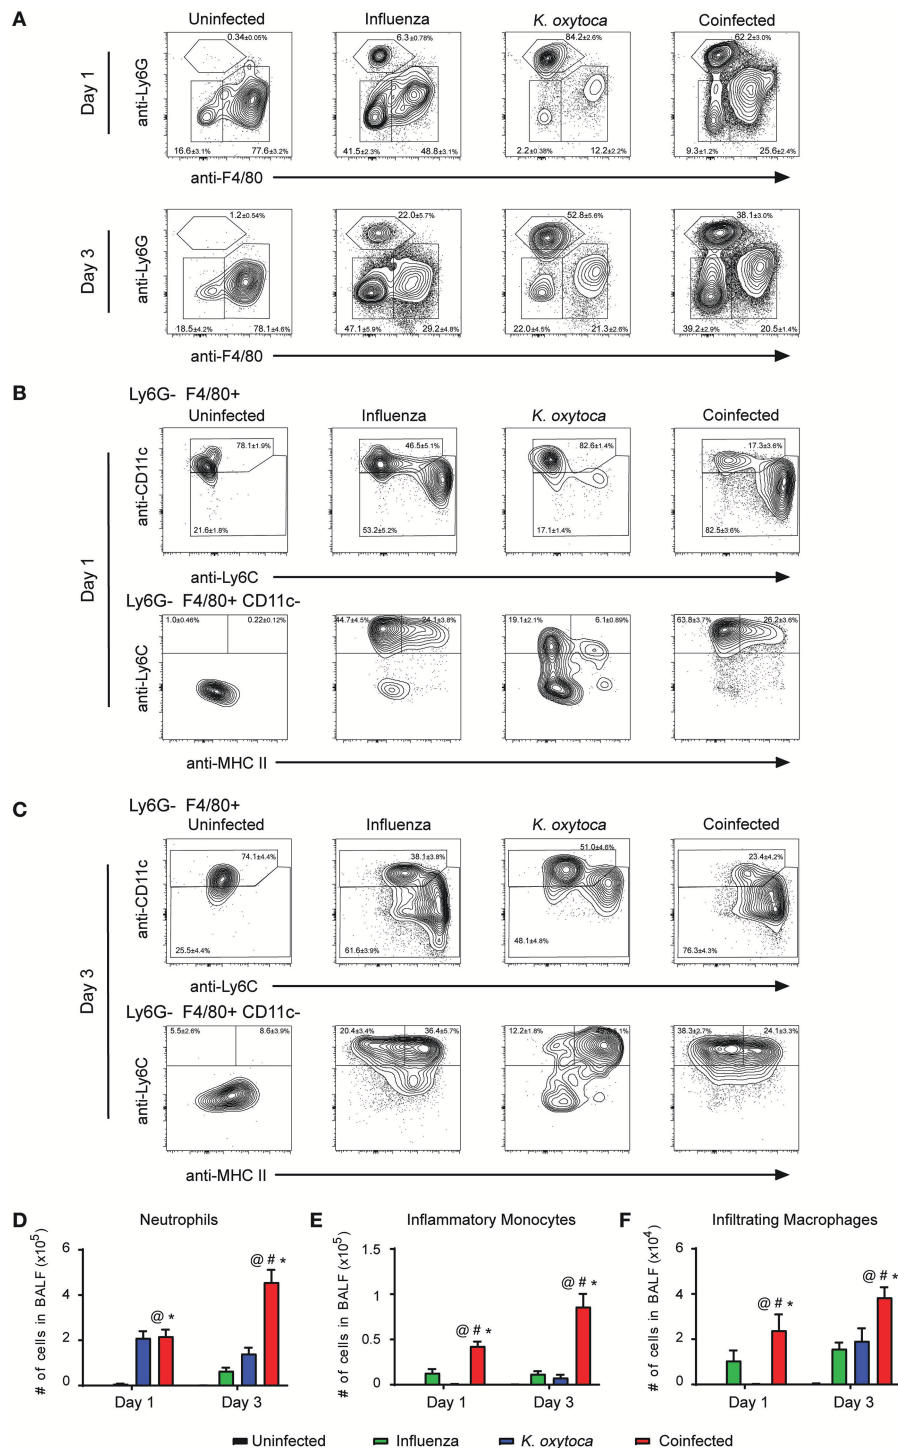 A
Uninfected Influenza K. oxytoca Coinfected
Day 1
anti-Ly6G
0.34±0.05% 6.3±0.78% 84.2±2.6% 62.2±3.0%
16.6±3.1% 77.6±3.2% 41.5±2.3% 48.8±3.1% 2.2±0.38% 12.2±2.2% 9.3±1.2% 25.6±2.4%
anti-F4/80
Day 3
anti-Ly6G
1.2±0.54% 22.0±5.7% 52.8±5.6% 38.1±3.0%
18.5±4.2% 78.1±4.6% 47.1±5.9% 29.2±4.8% 22.0±4.5% 21.3±2.6% 39.2±2.9% 20.5±1.4%
anti-F4/80
B
Ly6G- F4/80+
Uninfected Influenza K. oxytoca Coinfected
Day 1
anti-CD11c
78.1±1.9% 46.5±5.1% 82.6±1.4% 17.3±3.6%
21.6±1.8% 53.2±5.2% 17.1±1.4% 82.5±3.6%
anti-Ly6C
Ly6G- F4/80+ CD11c-
1.0±0.46% 0.22±0.12% 44.7±4.5% 24.1±3.8% 19.1±2.1% 6.1±0.89% 63.8±3.7% 26.2±3.6%
anti-Ly6C
anti-MHC II
C
Ly6G- F4/80+
Uninfected Influenza K. oxytoca Coinfected
Day 3
anti-CD11c
74.1±4.4% 38.1±3.8% 51.0±4.6% 23.4±4.2%
25.5±4.4% 61.6±3.9% 48.1±4.8% 76.3±4.3%
anti-Ly6C
Ly6G- F4/80+ CD11c-
5.5±2.6% 8.6±3.9% 20.4±3.4% 36.4±5.7% 12.2±1.8% 38.3±2.7% 24.1±3.3%
anti-Ly6C
anti-MHC II
D Neutrophils
# of cells in BALF (x10⁵)
6
4
2
0
@ *
@ # *
Day 1 Day 3
E Inflammatory Monocytes
# of cells in BALF (x10⁵)
1.5
1
0.5
0
@ # *
@ # *
Day 1 Day 3
F Infiltrating Macrophages
# of cells in BALF (x10⁴)
6
4
2
0
@ # *
@ # *
Day 1 Day 3
Uninfected Influenza K. oxytoca Coinfected